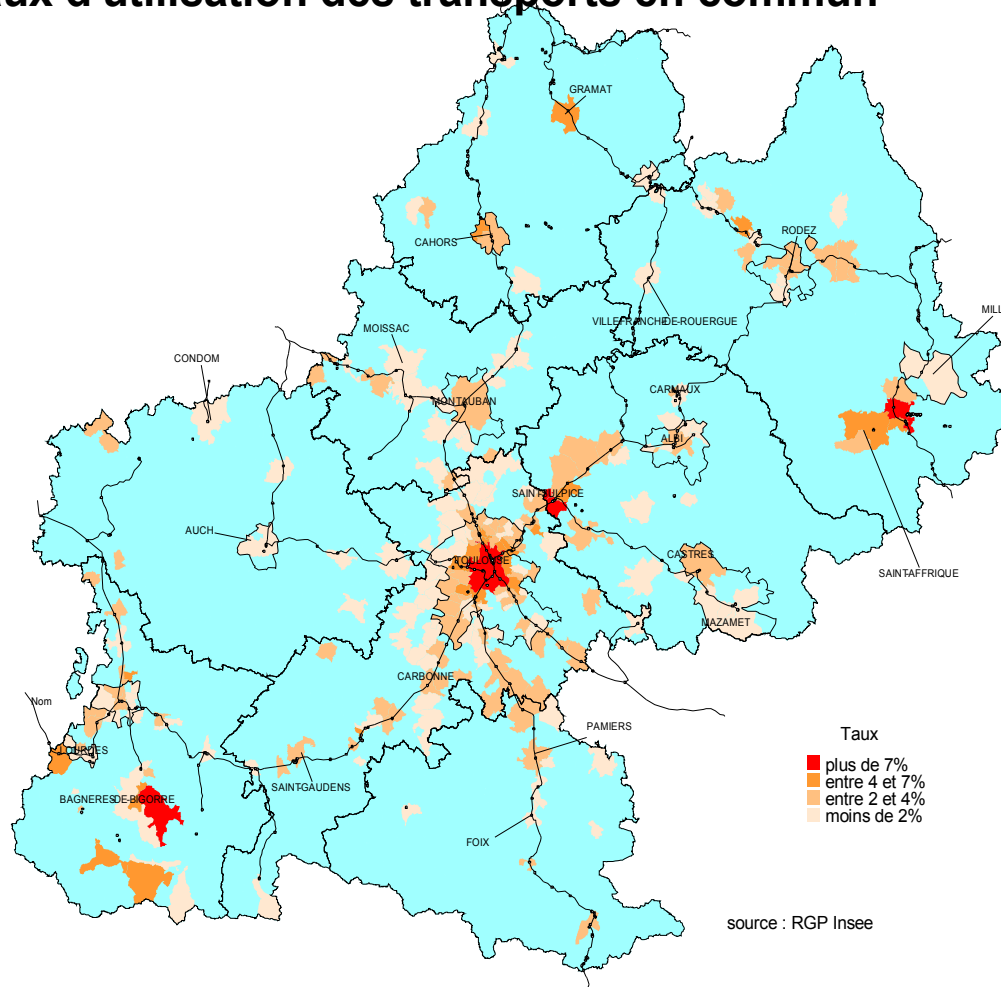 aux d'utilisation des transports en commun
GRAMAT
CAHORS
RODEZ
VILLEFRANCHE-DE-ROUERGUE
MILL
MOISSAC
CONDOM
MONTAUBAN
CARMAUX
ALBI
SAINT-SULPICE
AUCH
TOULOUSE
CASTRES
SAINT-AFFRIQUE
MAZAMET
CARBONNE
Nom
PAMIERS
LOURDES
SAINT-GAUDENS
BAGNERES-DE-BIGORRE
FOIX
Taux
plus de 7%
entre 4 et 7%
entre 2 et 4%
moins de 2%
source : RGP Insee